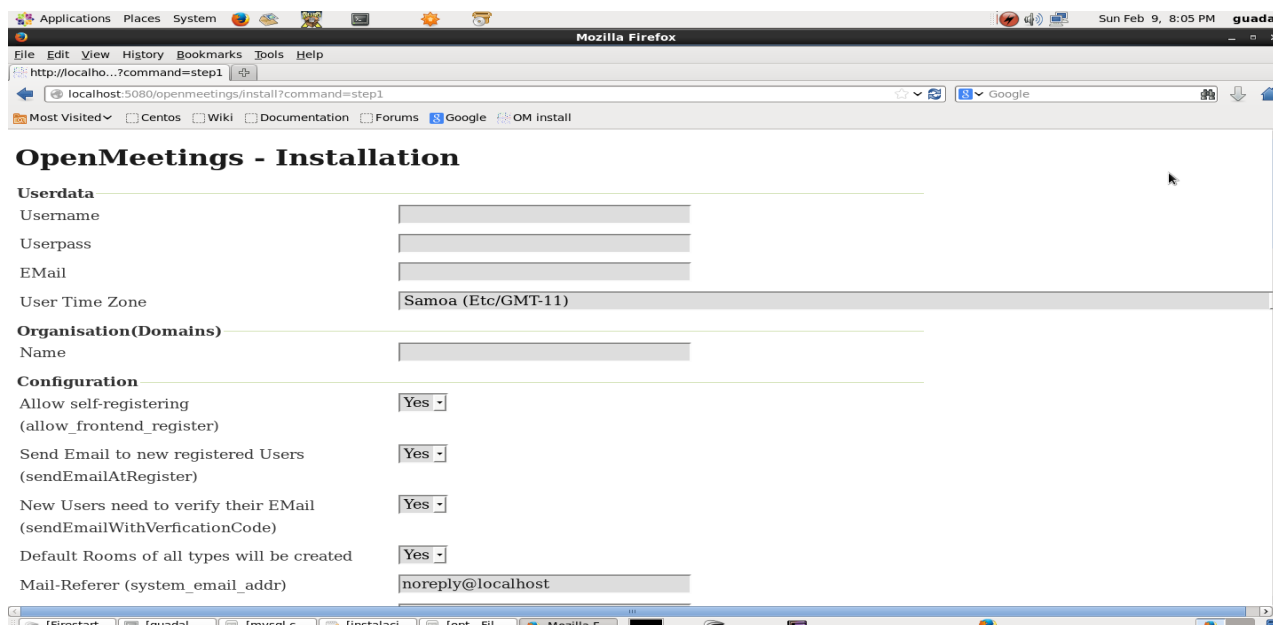 Applications Places System Sun Feb 9, 8:05 PM guada
Mozilla Firefox
File Edit View History Bookmarks Tools Help
http://localho...?command=step1
localhost:5080/openmeetings/install?command=step1 Google
Most Visited Centos Wiki Documentation Forums Google OM install
OpenMeetings - Installation
Userdata
Username
Userpass
EMail
User Time Zone Samoa (Etc/GMT-11)
Organisation(Domains)
Name
Configuration
Allow self-registering Yes
(allow_frontend_register)
Send Email to new registered Users Yes
(sendEmailAtRegister)
New Users need to verify their EMail Yes
(sendEmailWithVerficationCode)
Default Rooms of all types will be created Yes
Mail-Referer (system_email_addr) noreply@localhost